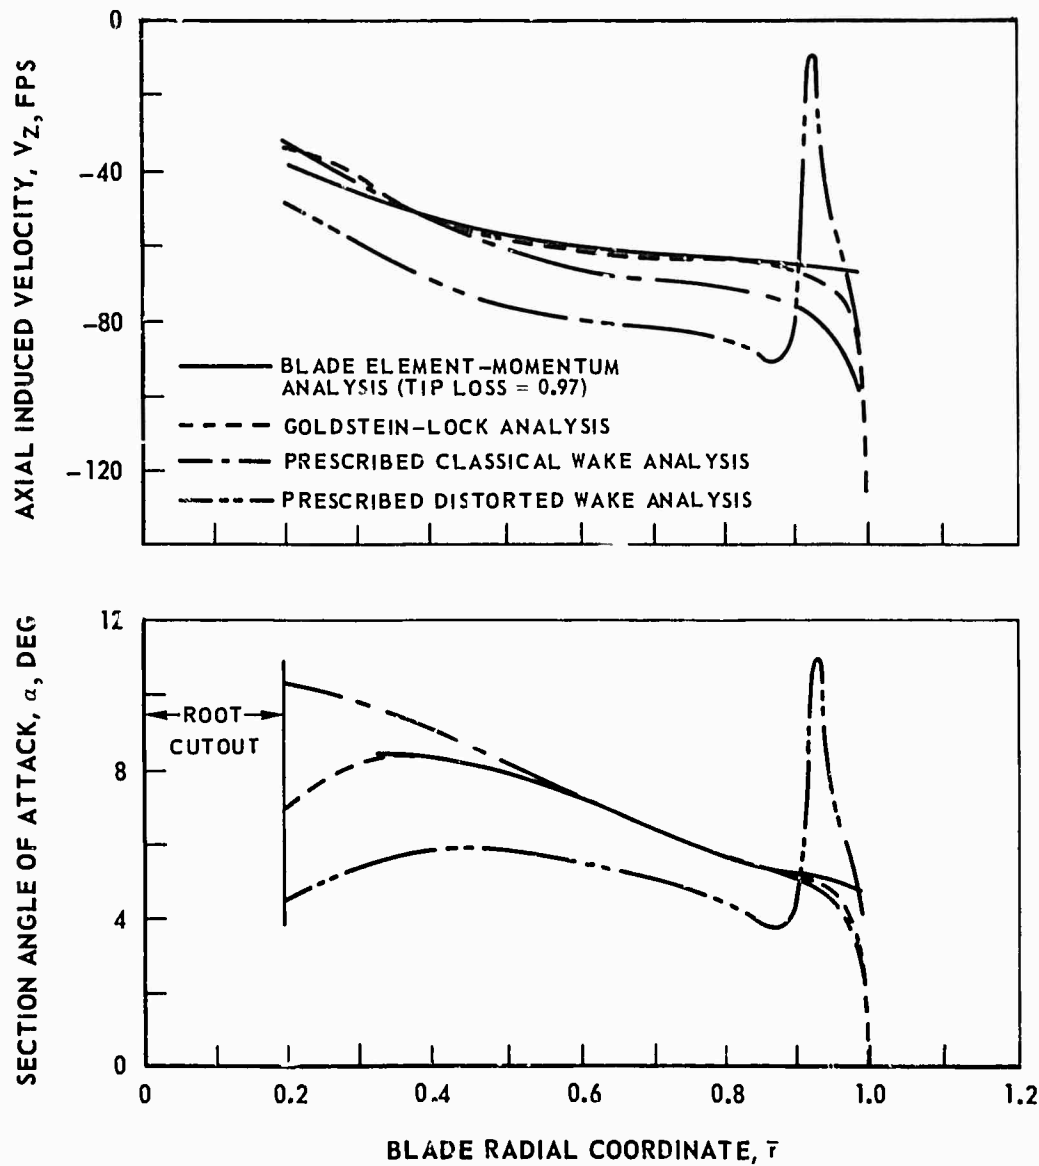 0
-40
-80
-120
AXIAL INDUCED VELOCITY, VZ, FPS
BLADE ELEMENT-MOMENTUM
ANALYSIS (TIP LOSS = 0.97)
GOLDSTEIN-LOCK ANALYSIS
PRESCRIBED CLASSICAL WAKE ANALYSIS
PRESCRIBED DISTORTED WAKE ANALYSIS
12
8
4
0
SECTION ANGLE OF ATTACK, α, DEG
ROOT
CUTOUT
0 0.2 0.4 0.6 0.8 1.0 1.2
BLADE RADIAL COORDINATE, r̄